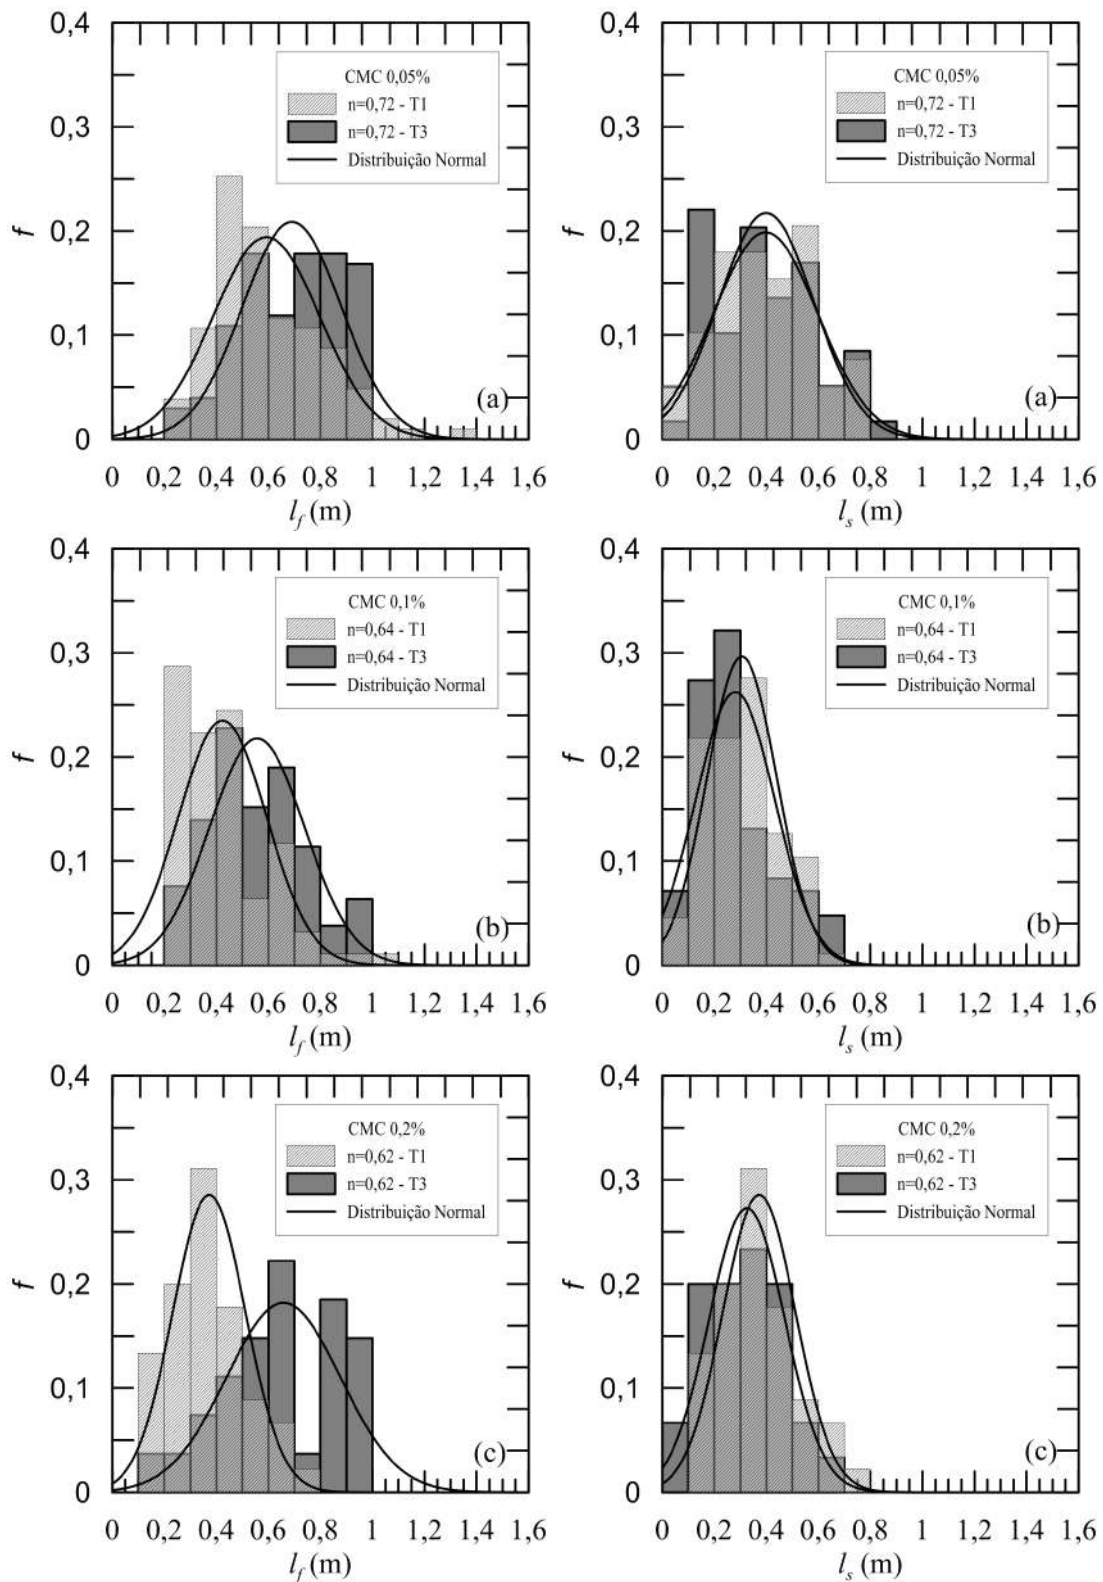 0,4
0,3
0,2
0,1
0
f
CMC 0,05%
n=0,72 - T1
n=0,72 - T3
Distribuição Normal
(a)
0 0,2 0,4 0,6 0,8 1 1,2 1,4 1,6
l_f (m)
0,4
0,3
0,2
0,1
0
f
CMC 0,05%
n=0,72 - T1
n=0,72 - T3
Distribuição Normal
(a)
0 0,2 0,4 0,6 0,8 1 1,2 1,4 1,6
l_s (m)
0,4
0,3
0,2
0,1
0
f
CMC 0,1%
n=0,64 - T1
n=0,64 - T3
Distribuição Normal
(b)
0 0,2 0,4 0,6 0,8 1 1,2 1,4 1,6
l_f (m)
0,4
0,3
0,2
0,1
0
f
CMC 0,1%
n=0,64 - T1
n=0,64 - T3
Distribuição Normal
(b)
0 0,2 0,4 0,6 0,8 1 1,2 1,4 1,6
l_s (m)
0,4
0,3
0,2
0,1
0
f
CMC 0,2%
n=0,62 - T1
n=0,62 - T3
Distribuição Normal
(c)
0 0,2 0,4 0,6 0,8 1 1,2 1,4 1,6
l_f (m)
0,4
0,3
0,2
0,1
0
f
CMC 0,2%
n=0,62 - T1
n=0,62 - T3
Distribuição Normal
(c)
0 0,2 0,4 0,6 0,8 1 1,2 1,4 1,6
l_s (m)